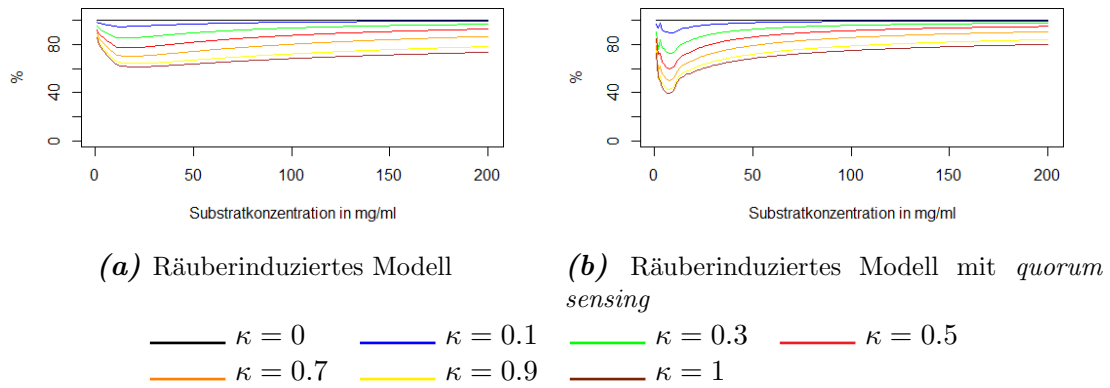 %
80
40
0
0
50
100
150
200
Substratkonzentration in mg/ml
(a) Räuberinduziertes Modell
%
80
40
0
0
50
100
150
200
Substratkonzentration in mg/ml
(b) Räuberinduziertes Modell mit quorum
sensing
κ = 0
κ = 0.1
κ = 0.3
κ = 0.5
κ = 0.7
κ = 0.9
κ = 1